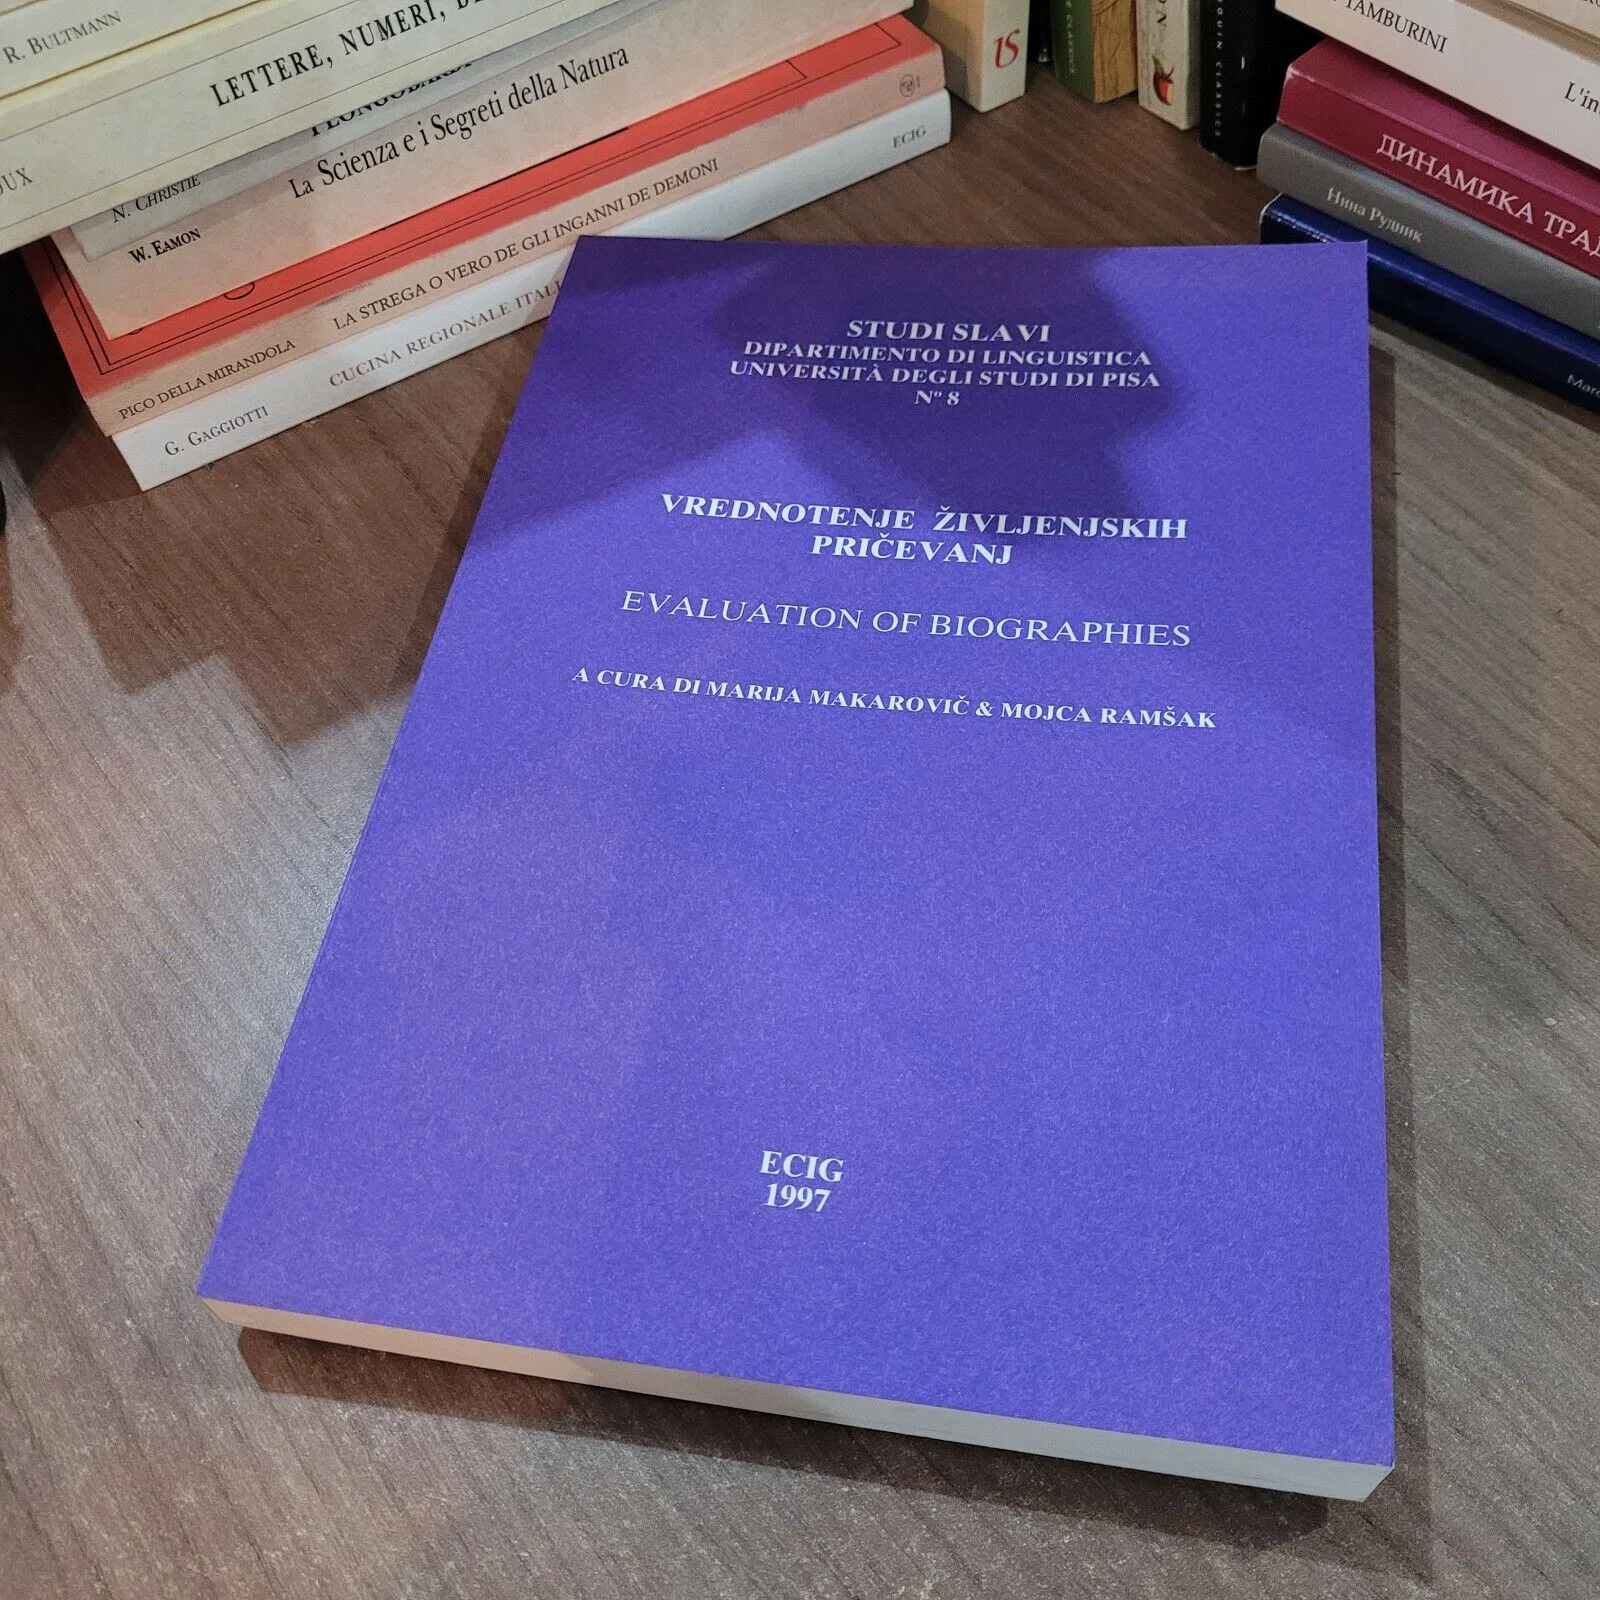 R. BULTMANN
LETTERE, NUMERI,
N. CHRISTIE
W. EAMON
La Scienza e i Segreti della Natura
PICO DELLA MIRANDOLA
LA STREGA O VERO DE GLI INGANNI DE DEMONI
G. GAGGIOTTI
CUCINA REGIONALE
ECIG
TAMBURINI
ДИНАМИКА
Нина Рудник
STUDI SLAVI
DIPARTIMENTO DI LINGUISTICA
UNIVERSITÀ DEGLI STUDI DI PISA
Nº 8
VREDNOTENJE ŽIVLJENJSKIH
PRIČEVANJ
EVALUATION OF BIOGRAPHIES
A CURA DI MARIJA MAKAROVIČ & MOJCA RAMŠAK
ECIG
1997